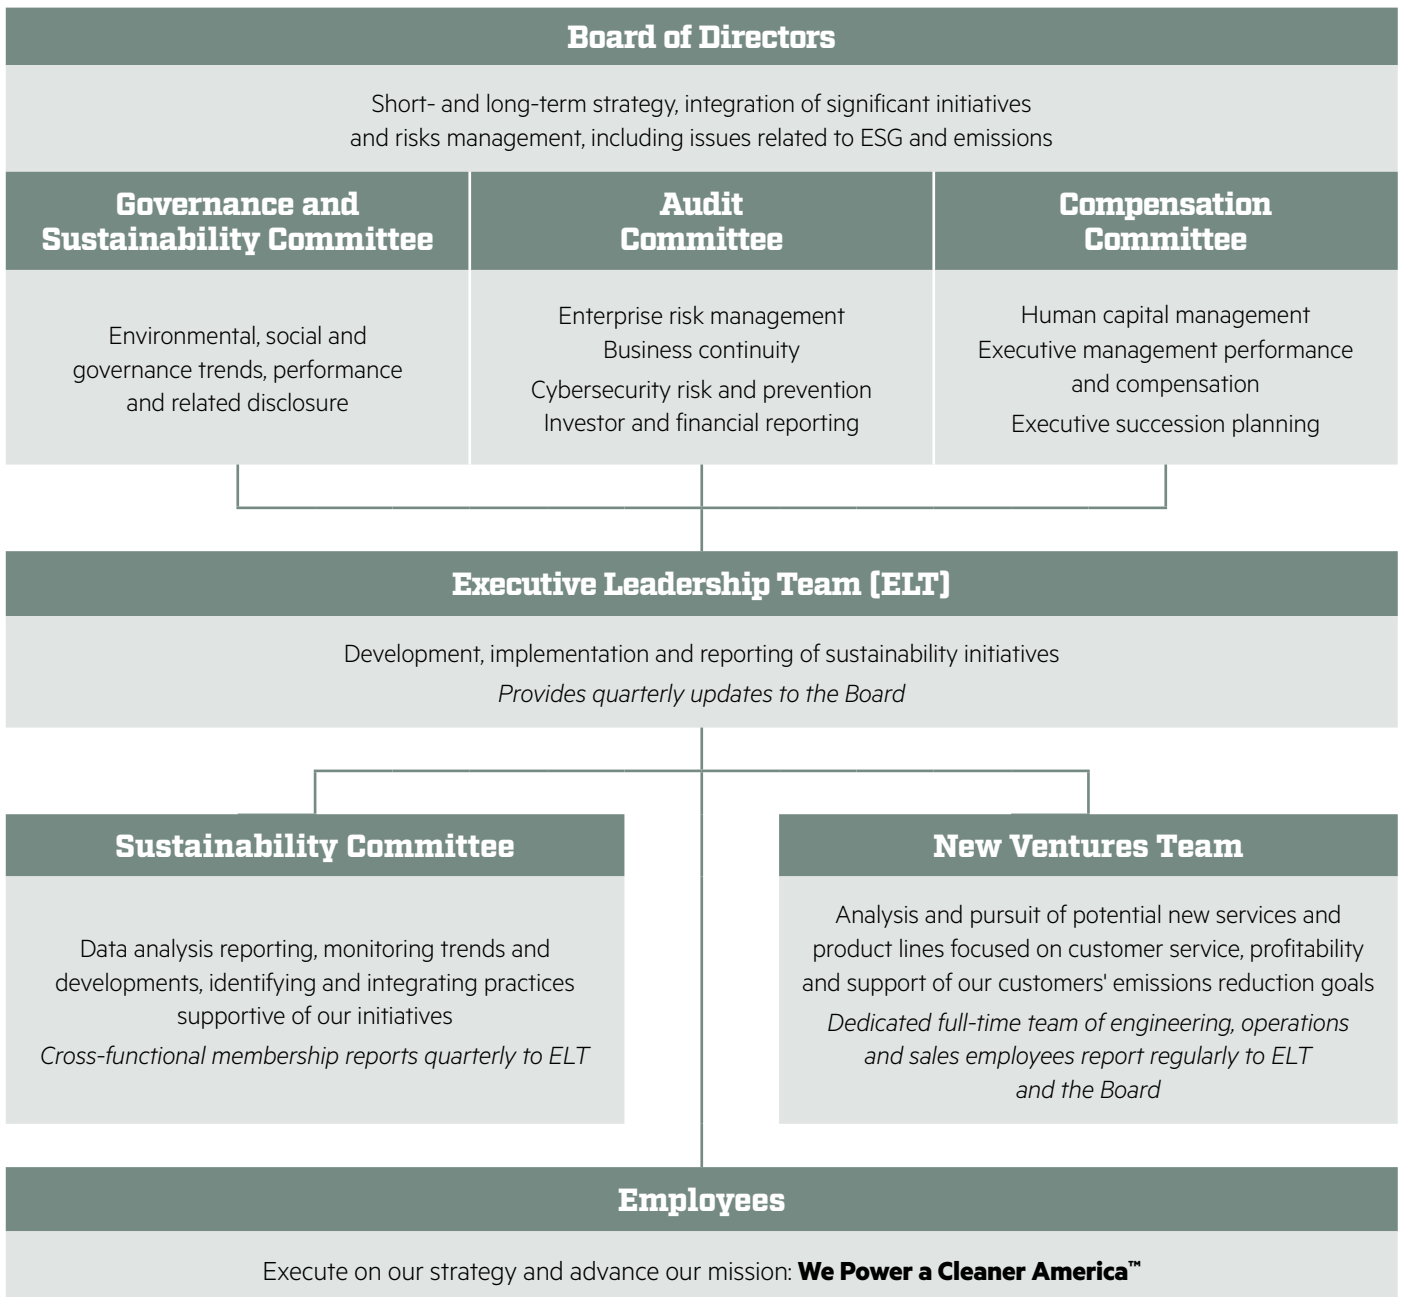 Board of Directors
Short- and long-term strategy, integration of significant initiatives
and risks management, including issues related to ESG and emissions
Governance and
Sustainability Committee
Environmental, social and
governance trends, performance
and related disclosure
Audit
Committee
Enterprise risk management
Business continuity
Cybersecurity risk and prevention
Investor and financial reporting
Compensation
Committee
Human capital management
Executive management performance
and compensation
Executive succession planning
Executive Leadership Team (ELT)
Development, implementation and reporting of sustainability initiatives
Provides quarterly updates to the Board
Sustainability Committee
Data analysis reporting, monitoring trends and
developments, identifying and integrating practices
supportive of our initiatives
Cross-functional membership reports quarterly to ELT
New Ventures Team
Analysis and pursuit of potential new services and
product lines focused on customer service, profitability
and support of our customers' emissions reduction goals
Dedicated full-time team of engineering, operations
and sales employees report regularly to ELT
and the Board
Employees
Execute on our strategy and advance our mission: We Power a Cleaner America™